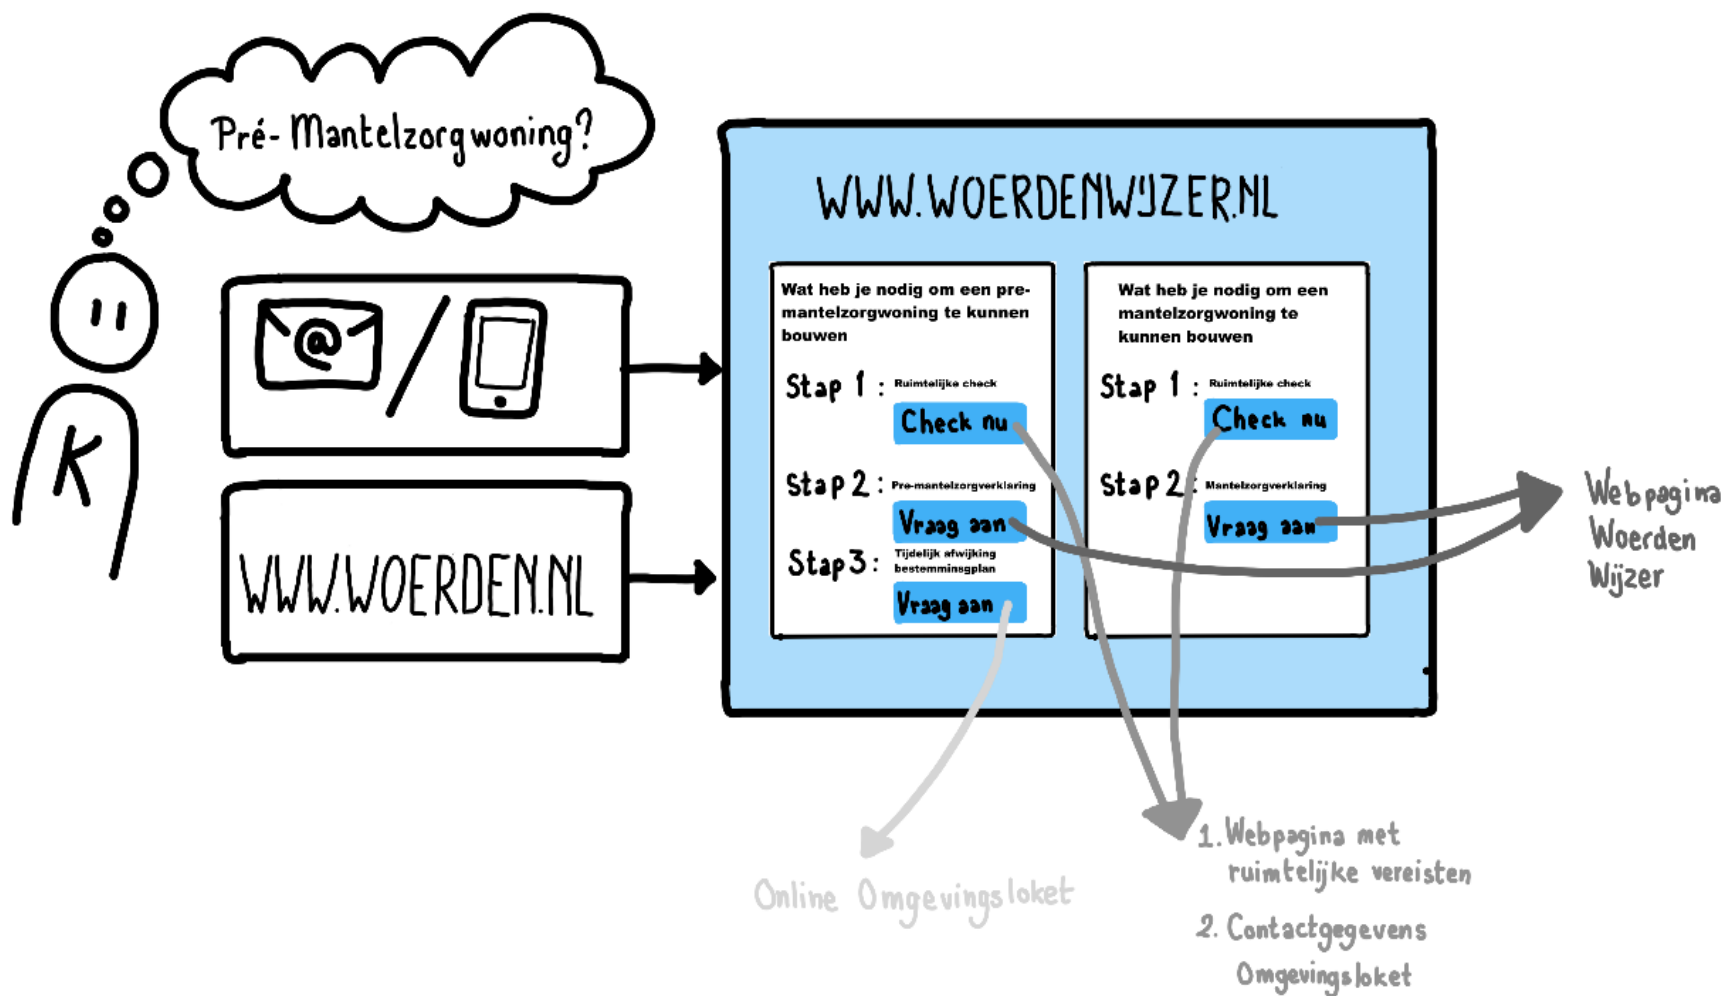 Pré-Mantelzorgwoning?
@
K
WWW.WOERDEN.NL
WWW.WOERDENWIJZER.NL
Wat heb je nodig om een pre-
mantelzorgwoning te kunnen
bouwen
Stap 1: Ruimtelijke check
Check nu
Stap 2: Pre-mantelzorgverklaring
Vraag aan
Stap 3: Tijdelijk afwijking
bestemminsgplan
Vraag aan
Wat heb je nodig om een
mantelzorgwoning te
kunnen bouwen
Stap 1: Ruimtelijke check
Check nu
Stap 2: Mantelzorgverklaring
Vraag aan
Webpagina
Woerden
Wijzer
Online Omgevingsloket
1. Webpagina met
ruimtelijke vereisten
2. Contactgegevens
Omgevingsloket